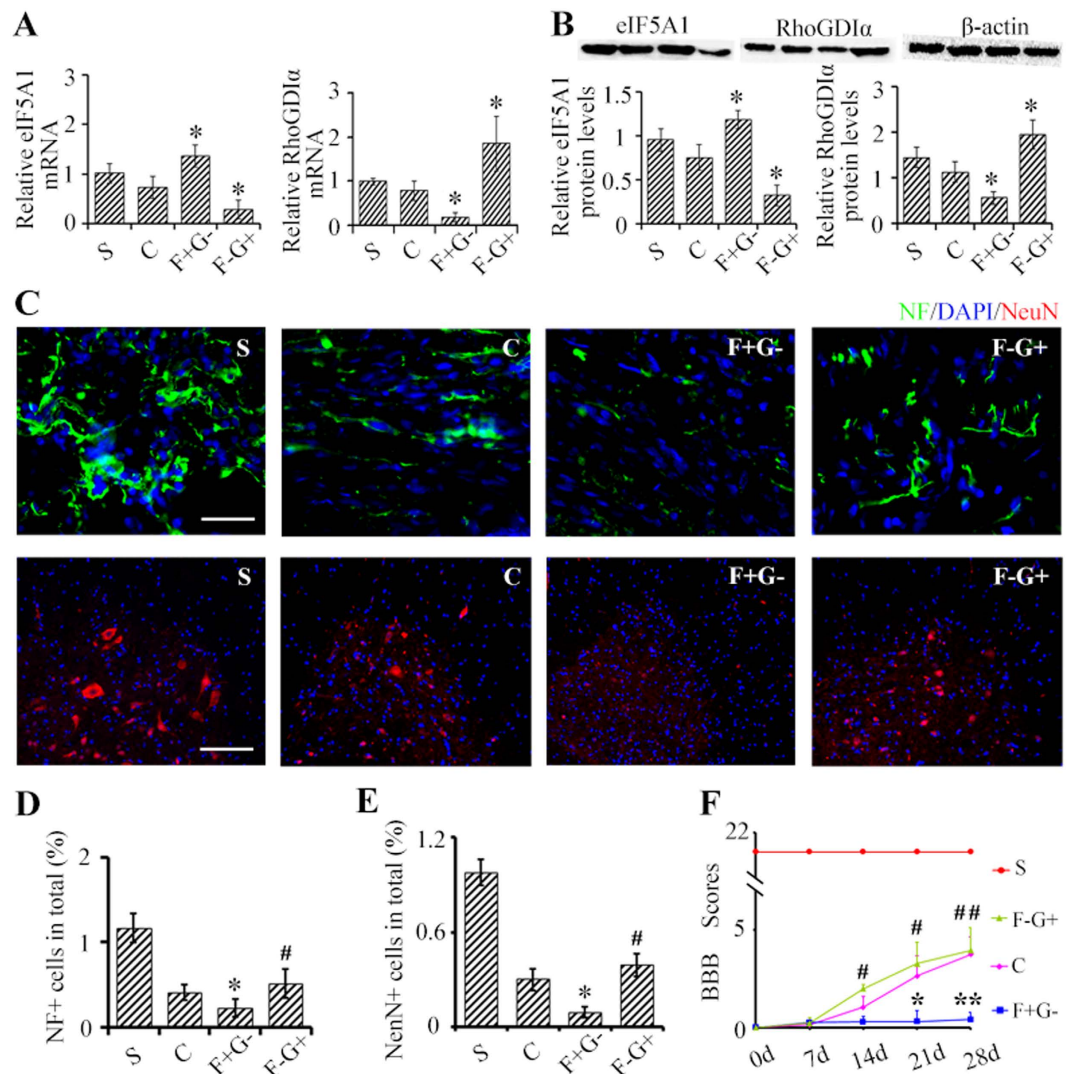 A
Relative eIF5A1
mRNA
3
2
1
0
*
*
S
C
F+G-
F-G+
Relative RhoGDIα
mRNA
3
2
1
0
*
*
S
C
F+G-
F-G+
B
eIF5A1
RhoGDIα
β-actin
Relative eIF5A1
protein levels
1.5
1
0.5
0
*
*
S
C
F+G-
F-G+
Relative RhoGDIα
protein levels
3
2
1
0
*
*
S
C
F+G-
F-G+
C
NF/DAPI/NeuN
S
C
F+G-
F-G+
S
C
F+G-
F-G+
D
NF+ cells in total (%)
2
1
0
*
#
S
C
F+G-
F-G+
E
NenN+ cells in total (%)
1.2
0.6
0
*
#
S
C
F+G-
F-G+
F
BBB Scores
22
5
0
#
#
##
*
**
0d
7d
14d
21d
28d
S
F-G+
C
F+G-